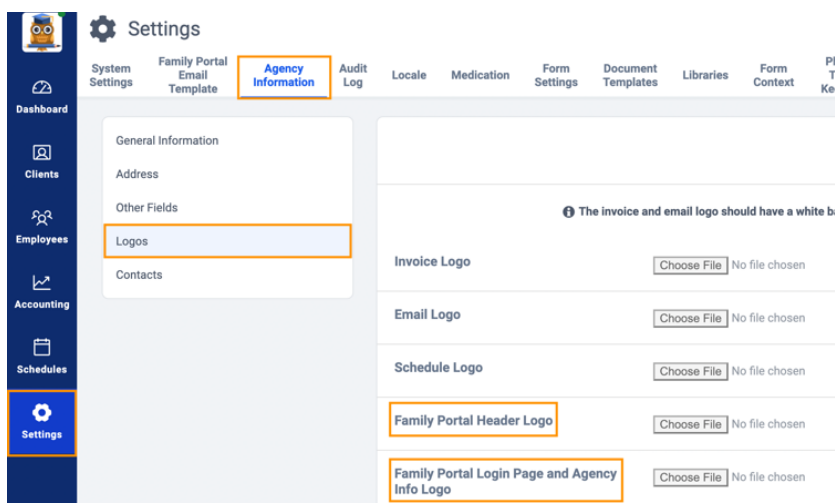 Settings
System Settings
Family Portal Email Template
Agency Information
Audit Log
Locale
Medication
Form Settings
Document Templates
Libraries
Form Context
Dashboard
Clients
Employees
Accounting
Schedules
Settings
General Information
Address
Other Fields
Logos
Contacts
The invoice and email logo should have a white
Invoice Logo
Choose File No file chosen
Email Logo
Choose File No file chosen
Schedule Logo
Choose File No file chosen
Family Portal Header Logo
Choose File No file chosen
Family Portal Login Page and Agency
Info Logo
Choose File No file chosen